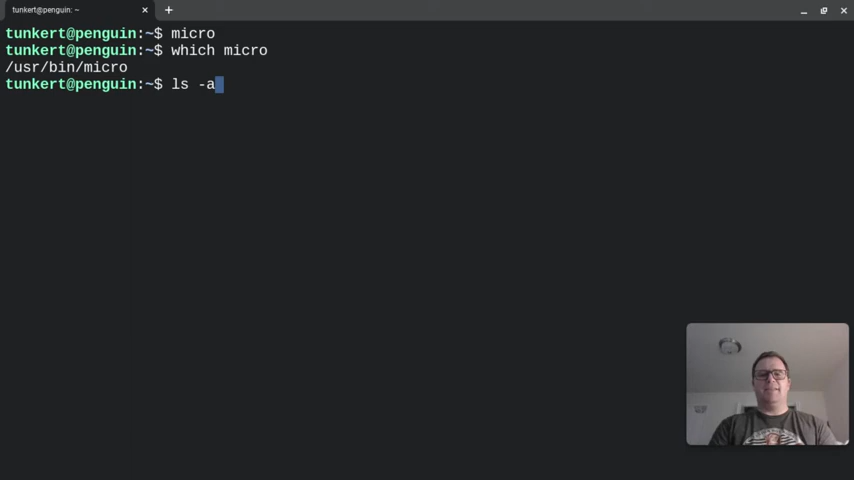 tunkert@penguin: ~
tunkert@penguin:~$ micro
tunkert@penguin:~$ which micro
/usr/bin/micro
tunkert@penguin:~$ ls -a